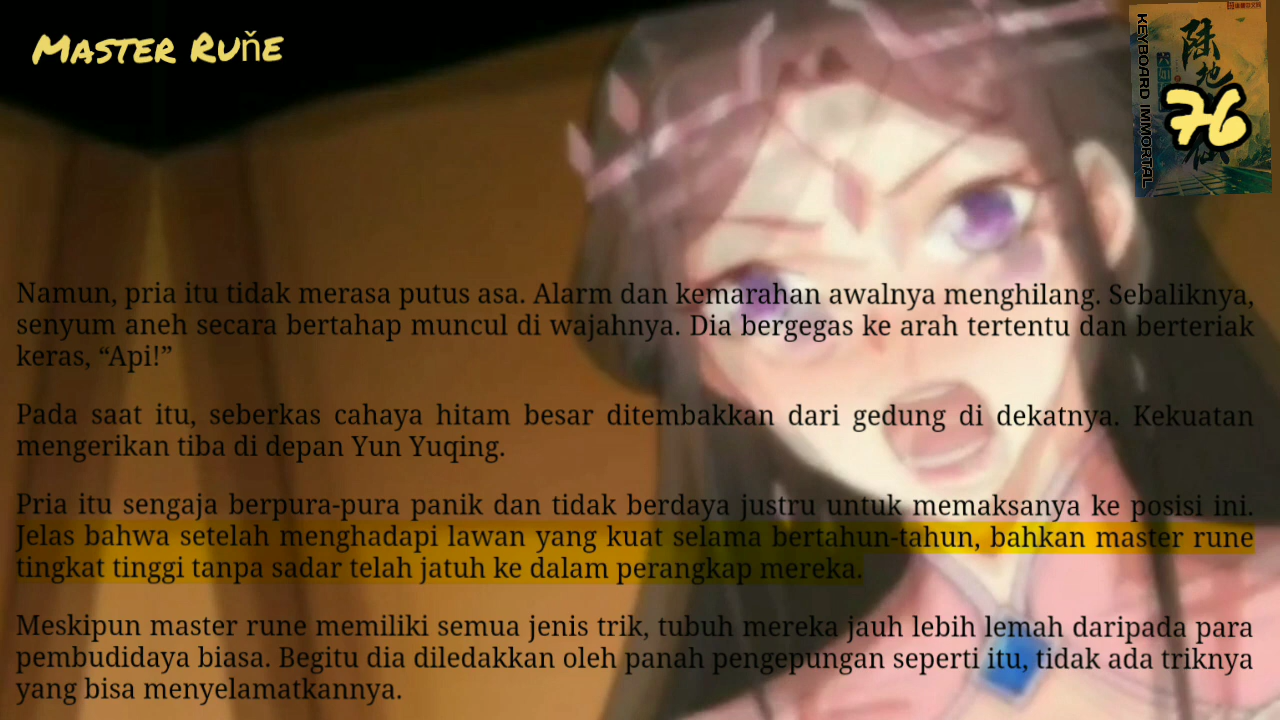 Master Ruňe
KEYBOARD IMMORTAL
76
Namun, pria itu tidak merasa putus asa. Alarm dan kemarahan awalnya menghilang. Sebaliknya,
senyum aneh secara bertahap muncul di wajahnya. Dia bergegas ke arah tertentu dan berteriak
keras, “Api!”
Pada saat itu, seberkas cahaya hitam besar ditembakkan dari gedung di dekatnya. Kekuatan
mengerikan tiba di depan Yun Yuqing.
Pria itu sengaja berpura-pura panik dan tidak berdaya justru untuk memaksanya ke posisi ini.
Jelas bahwa setelah menghadapi lawan yang kuat selama bertahun-tahun, bahkan master rune
tingkat tinggi tanpa sadar telah jatuh ke dalam perangkap mereka.
Meskipun master rune memiliki semua jenis trik, tubuh mereka jauh lebih lemah daripada para
pembudidaya biasa. Begitu dia diledakkan oleh panah pengepungan seperti itu, tidak ada triknya
yang bisa menyelamatkannya.